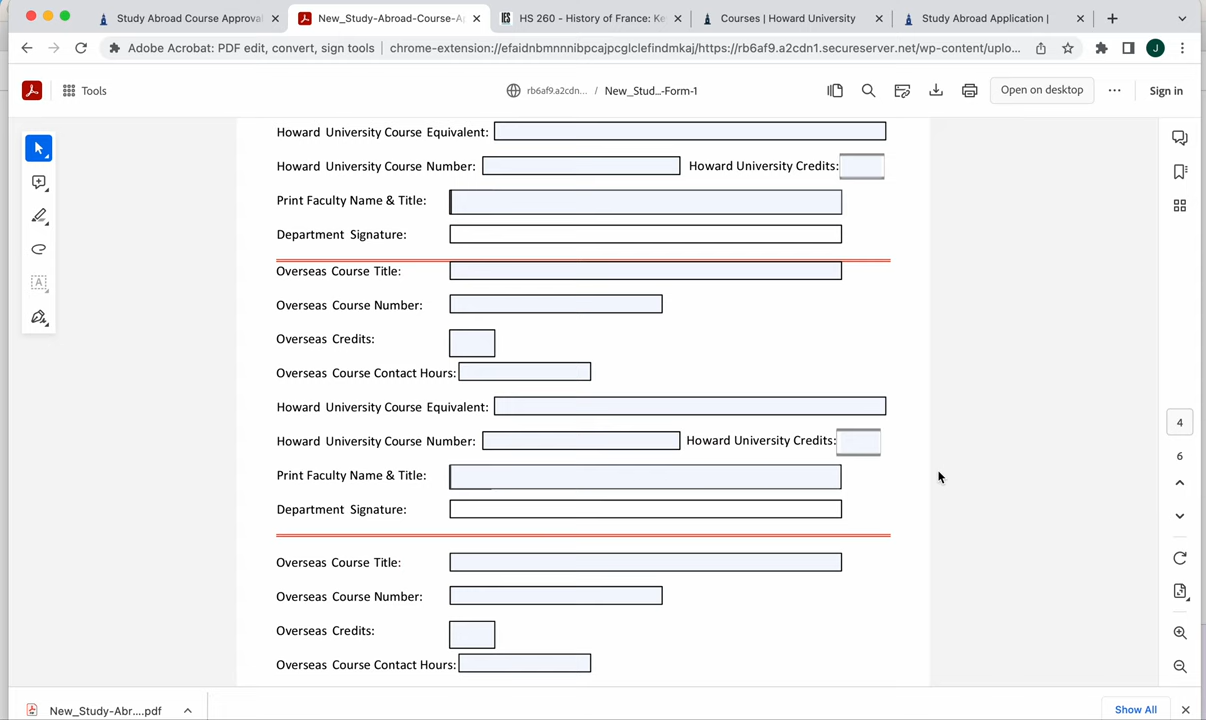 Study Abroad Course Approva
New_Study-Abroad-Course-A
HS 260 - History of France: Ke
Courses | Howard University
Study Abroad Application |
Adobe Acrobat: PDF edit, convert, sign tools
chrome-extension://efaidnbmnnnibpcajpcglclefindmkaj/https://rb6af9.a2cdn1.secureserver.net/wp-content/uplo...
J
Tools
rb6af9.a2cdn... / New_Stud...-Form-1
Open on desktop
Sign in
Howard University Course Equivalent:
Howard University Course Number:
Howard University Credits:
Print Faculty Name & Title:
Department Signature:
Overseas Course Title:
Overseas Course Number:
Overseas Credits:
Overseas Course Contact Hours:
Howard University Course Equivalent:
Howard University Course Number:
Howard University Credits:
Print Faculty Name & Title:
Department Signature:
Overseas Course Title:
Overseas Course Number:
Overseas Credits:
Overseas Course Contact Hours:
4
6
New_Study-Abr....pdf
Show All